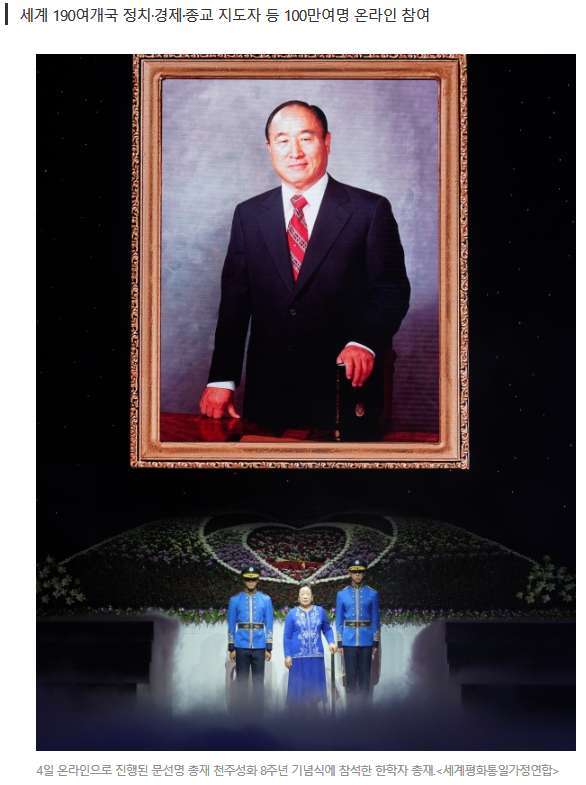 세계 190여개국 정치·경제·종교 지도자 등 100만여명 온라인 참여
4일 온라인으로 진행된 문선명 총재 천주성화 8주년 기념식에 참석한 한학자 총재.<세계평화통일가정연합>